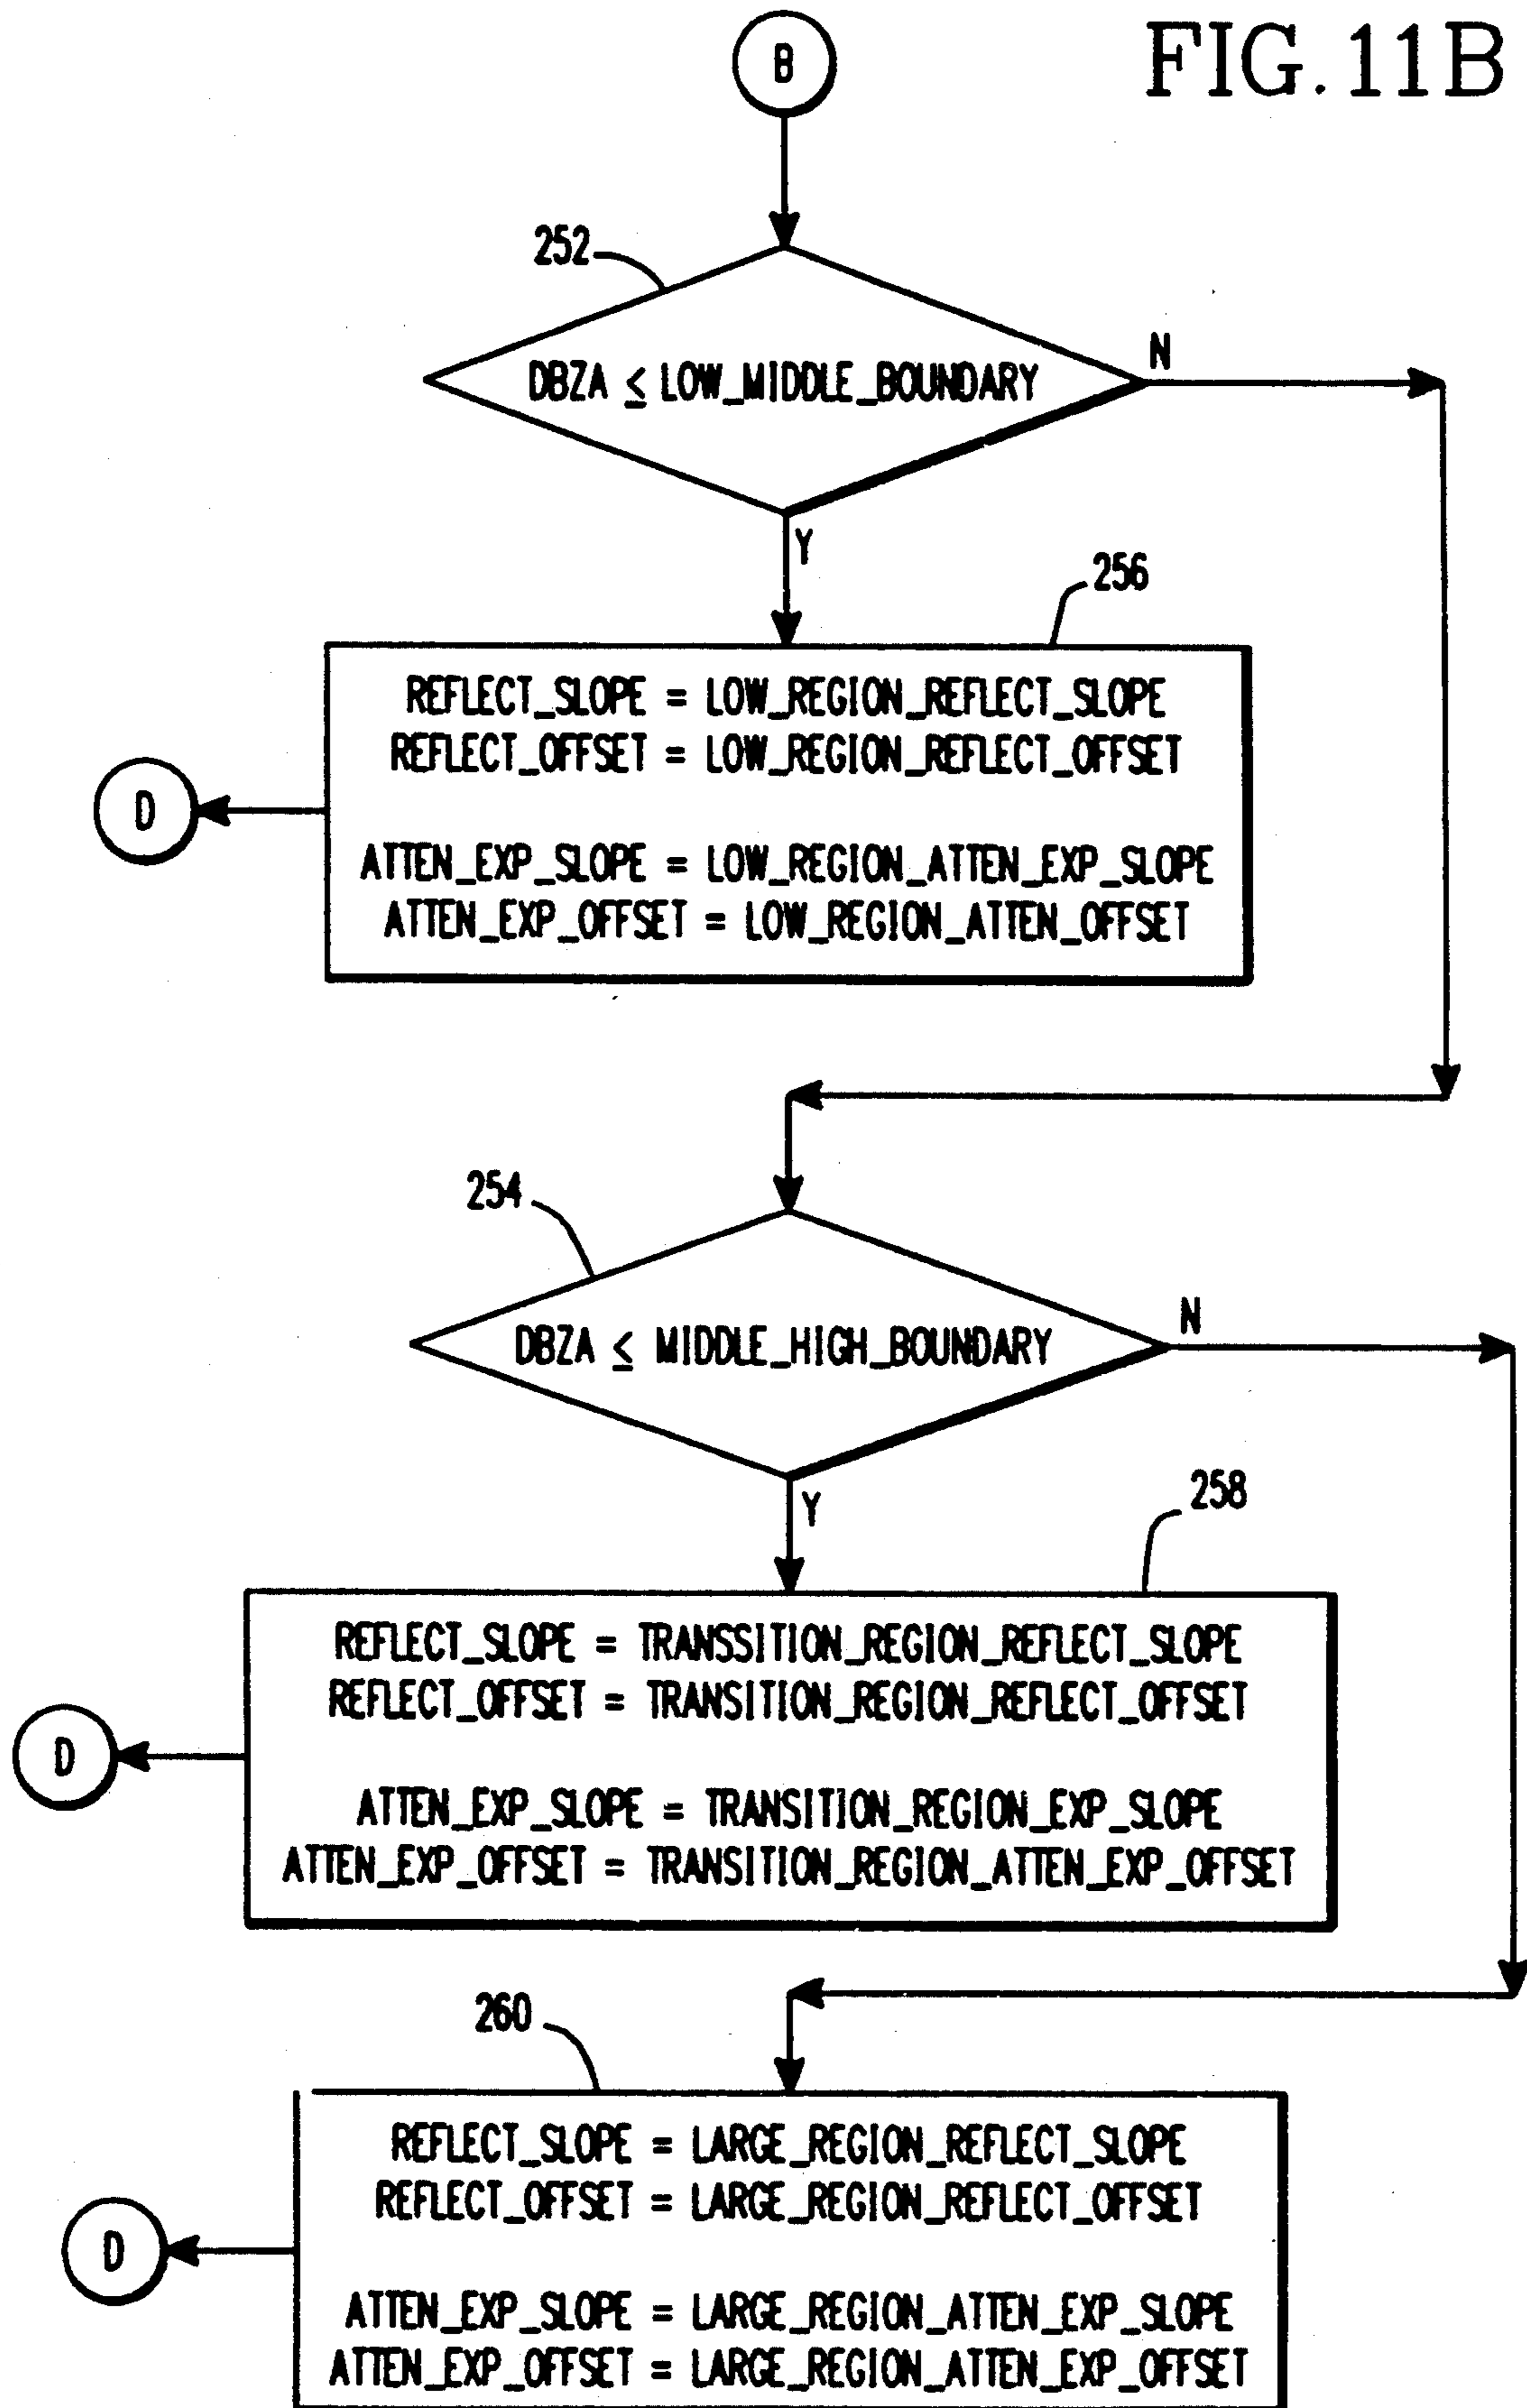 FIG. 11B
B
252
DBZA ≤ LOW_MIDDLE_BOUNDARY
N
Y
256
REFLECT_SLOPE = LOW_REGION_REFLECT_SLOPE
REFLECT_OFFSET = LOW_REGION_REFLECT_OFFSET
D
ATTEN_EXP_SLOPE = LOW_REGION_ATTEN_EXP_SLOPE
ATTEN_EXP_OFFSET = LOW_REGION_ATTEN_OFFSET
254
DBZA ≤ MIDDLE_HIGH_BOUNDARY
N
Y
258
REFLECT_SLOPE = TRANSSITION_REGION_REFLECT_SLOPE
REFLECT_OFFSET = TRANSITION_REGION_REFLECT_OFFSET
D
ATTEN_EXP_SLOPE = TRANSITION_REGION_EXP_SLOPE
ATTEN_EXP_OFFSET = TRANSITION_REGION_ATTEN_EXP_OFFSET
260
REFLECT_SLOPE = LARGE_REGION_REFLECT_SLOPE
REFLECT_OFFSET = LARGE_REGION_REFLECT_OFFSET
D
ATTEN_EXP_SLOPE = LARGE_REGION_ATTEN_EXP_SLOPE
ATTEN_EXP_OFFSET = LARGE_REGION_ATTEN_EXP_OFFSET